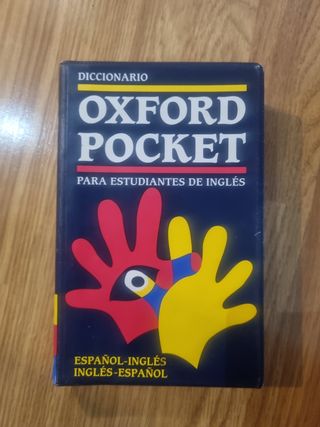 DICCIONARIO
OXFORD
POCKET
PARA ESTUDIANTES DE INGLÉS
ESPAÑOL-INGLÉS
INGLÉS-ESPAÑOL